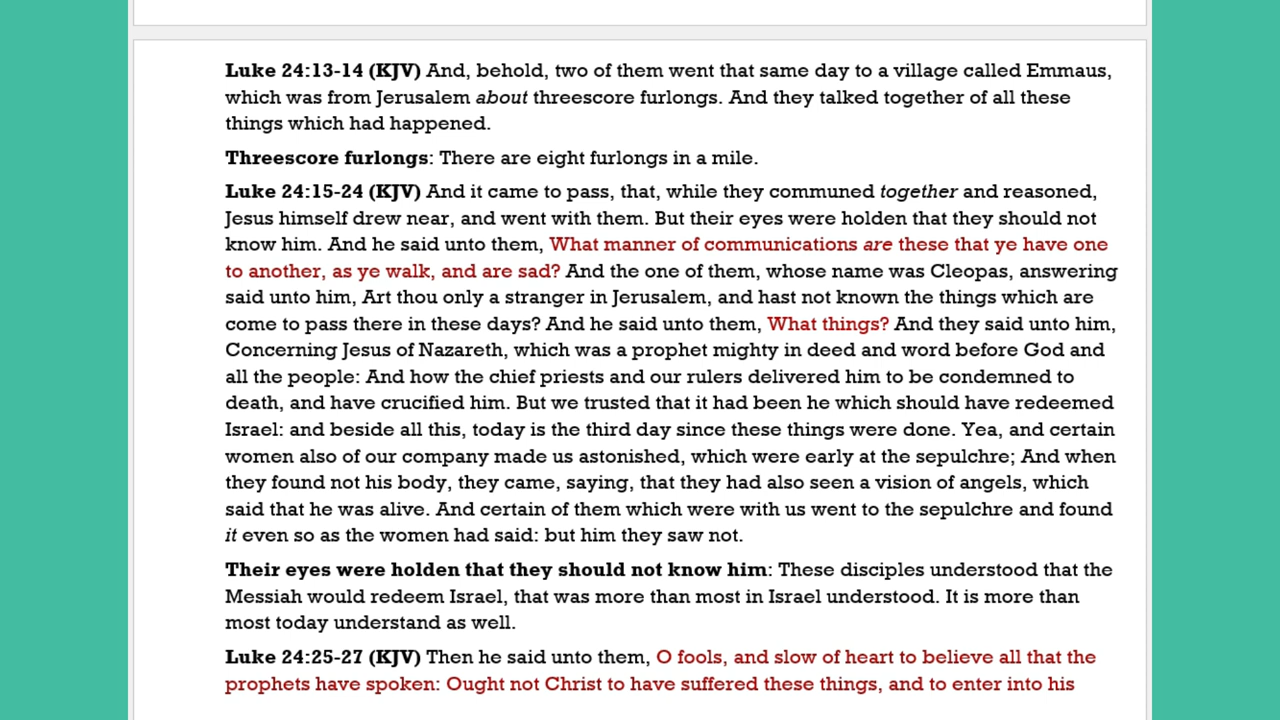 Luke 24:13-14 (KJV) And, behold, two of them went that same day to a village called Emmaus,
which was from Jerusalem about threescore furlongs. And they talked together of all these
things which had happened.
Threescore furlongs: There are eight furlongs in a mile.
Luke 24:15-24 (KJV) And it came to pass, that, while they communed together and reasoned,
Jesus himself drew near, and went with them. But their eyes were holden that they should not
know him. And he said unto them, What manner of communications are these that ye have one
to another, as ye walk, and are sad? And the one of them, whose name was Cleopas, answering
said unto him, Art thou only a stranger in Jerusalem, and hast not known the things which are
come to pass there in these days? And he said unto them, What things? And they said unto him,
Concerning Jesus of Nazareth, which was a prophet mighty in deed and word before God and
all the people: And how the chief priests and our rulers delivered him to be condemned to
death, and have crucified him. But we trusted that it had been he which should have redeemed
Israel: and beside all this, today is the third day since these things were done. Yea, and certain
women also of our company made us astonished, which were early at the sepulchre; And when
they found not his body, they came, saying, that they had also seen a vision of angels, which
said that he was alive. And certain of them which were with us went to the sepulchre and found
it even so as the women had said: but him they saw not.
Their eyes were holden that they should not know him: These disciples understood that the
Messiah would redeem Israel, that was more than most in Israel understood. It is more than
most today understand as well.
Luke 24:25-27 (KJV) Then he said unto them, O fools, and slow of heart to believe all that the
prophets have spoken: Ought not Christ to have suffered these things, and to enter into his